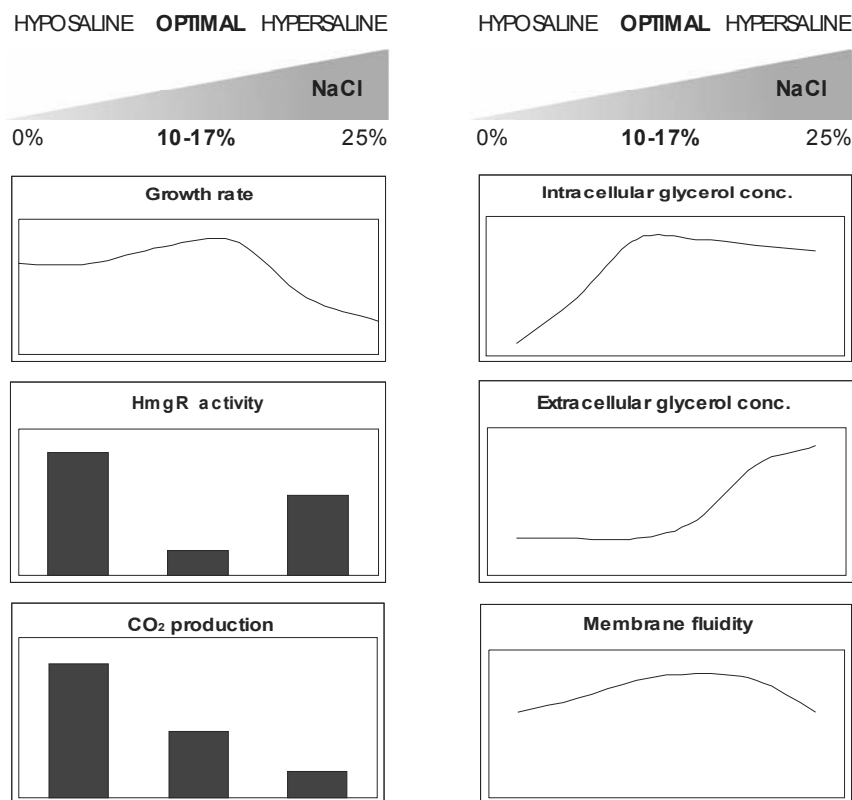 HYPOSALINE OPTIMAL HYPERSALINE
NaCl
0% 10-17% 25%
Growth rate
HmgR activity
CO₂ production
HYPOSALINE OPTIMAL HYPERSALINE
NaCl
0% 10-17% 25%
Intracellular glycerol conc.
Extracellular glycerol conc.
Membrane fluidity